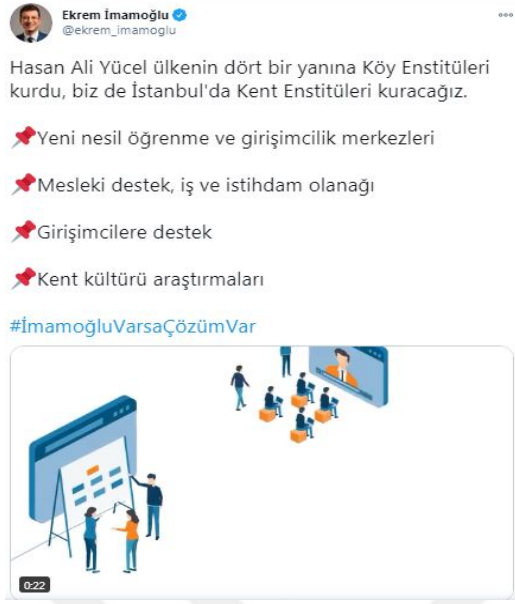 Ekrem İmamoğlu
@ekrem_imamoglu
Hasan Ali Yücel ülkenin dört bir yanına Köy Enstitüleri
kurdu, biz de İstanbul'da Kent Enstitüleri kuracağız.
📌Yeni nesil öğrenme ve girişimcilik merkezleri
📌Mesleki destek, iş ve istihdam olanağı
📌Girişimcilere destek
📌Kent kültürü araştırmaları
#İmamoğluVarsaÇözümVar
0:22